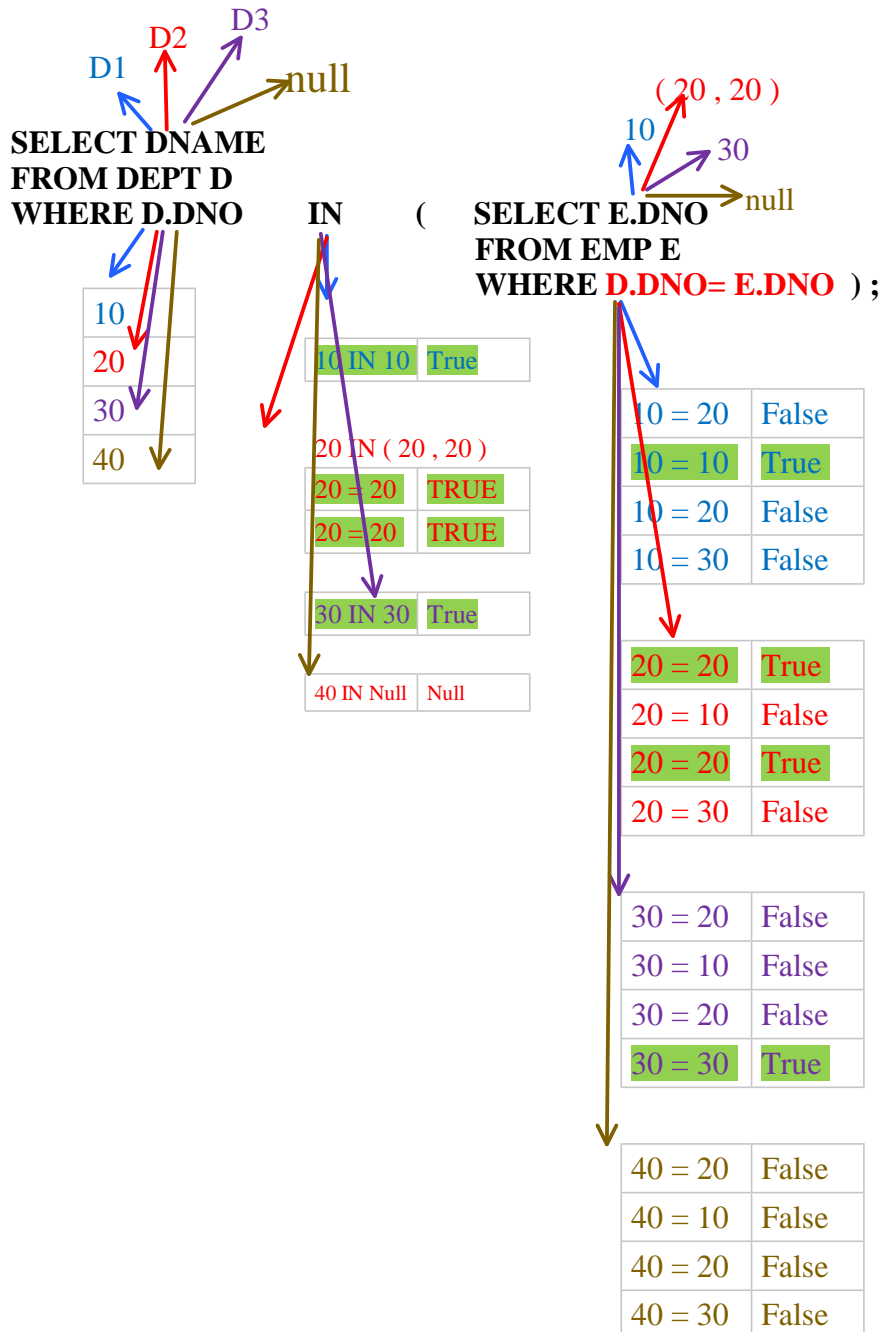 D3
D2
D1
null
( 20 , 20 )
10
30
null
SELECT DNAME
FROM DEPT D
WHERE D.DNO IN ( SELECT E.DNO
FROM EMP E
WHERE D.DNO= E.DNO ) ;
10
20
30
40
10 IN 10 True
20 IN ( 20 , 20 )
20 = 20 TRUE
20 = 20 TRUE
30 IN 30 True
40 IN Null Null
10 = 20 False
10 = 10 True
10 = 20 False
10 = 30 False
20 = 20 True
20 = 10 False
20 = 20 True
20 = 30 False
30 = 20 False
30 = 10 False
30 = 20 False
30 = 30 True
40 = 20 False
40 = 10 False
40 = 20 False
40 = 30 False